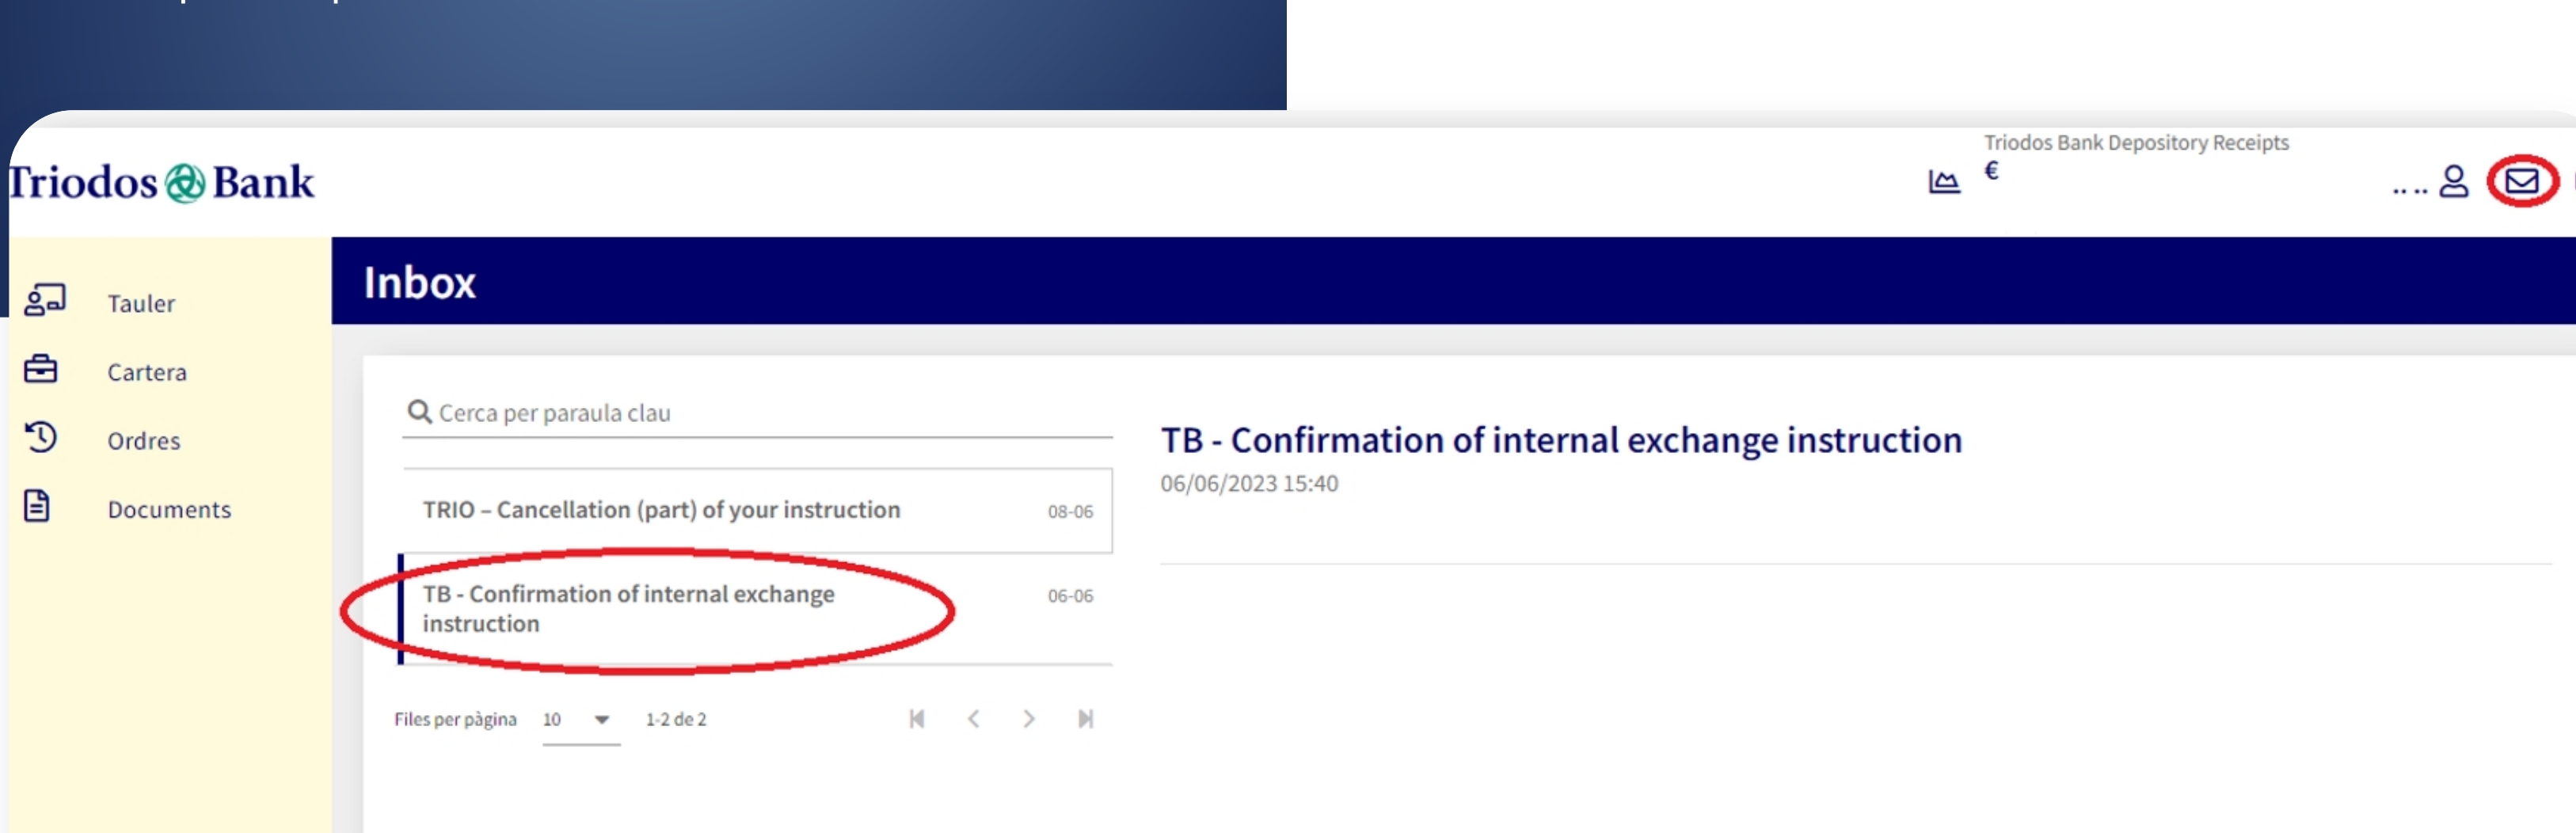 Triodos Bank
Triodos Bank Depository Receipts
€
Inbox
Tauler
Cartera
Ordres
Documents
Cerca per paraula clau
TRIO – Cancellation (part) of your instruction 08-06
TB - Confirmation of internal exchange 06-06
instruction
Files per pàgina 10 1-2 de 2
TB - Confirmation of internal exchange instruction
06/06/2023 15:40